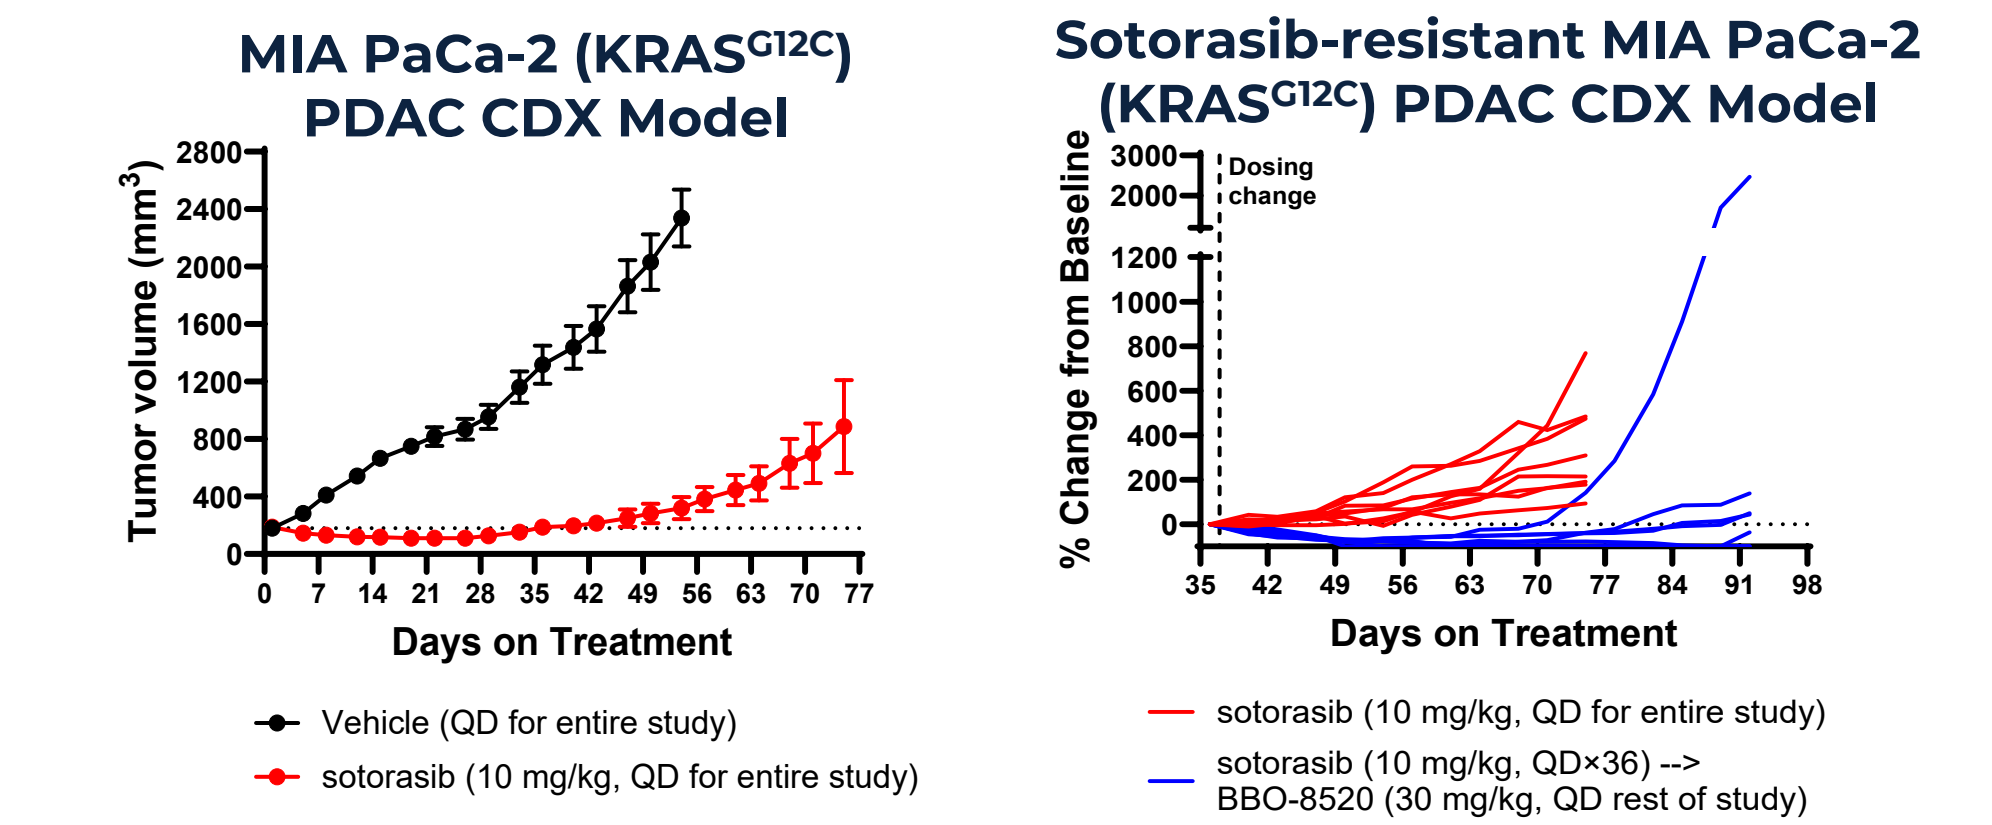 MIA PaCa-2 (KRASG12C)
PDAC CDX Model
Tumor volume (mm3)
2800
2400
2000
1600
1200
800
400
0
0 7 14 21 28 35 42 49 56 63 70 77
Days on Treatment
Vehicle (QD for entire study)
sotorasib (10 mg/kg, QD for entire study)
Sotorasib-resistant MIA PaCa-2
(KRASG12C) PDAC CDX Model
% Change from Baseline
3000
2000
1200
1000
800
600
400
200
0
Dosing
change
35 42 49 56 63 70 77 84 91 98
Days on Treatment
sotorasib (10 mg/kg, QD for entire study)
sotorasib (10 mg/kg, QD×36) -->
BBO-8520 (30 mg/kg, QD rest of study)